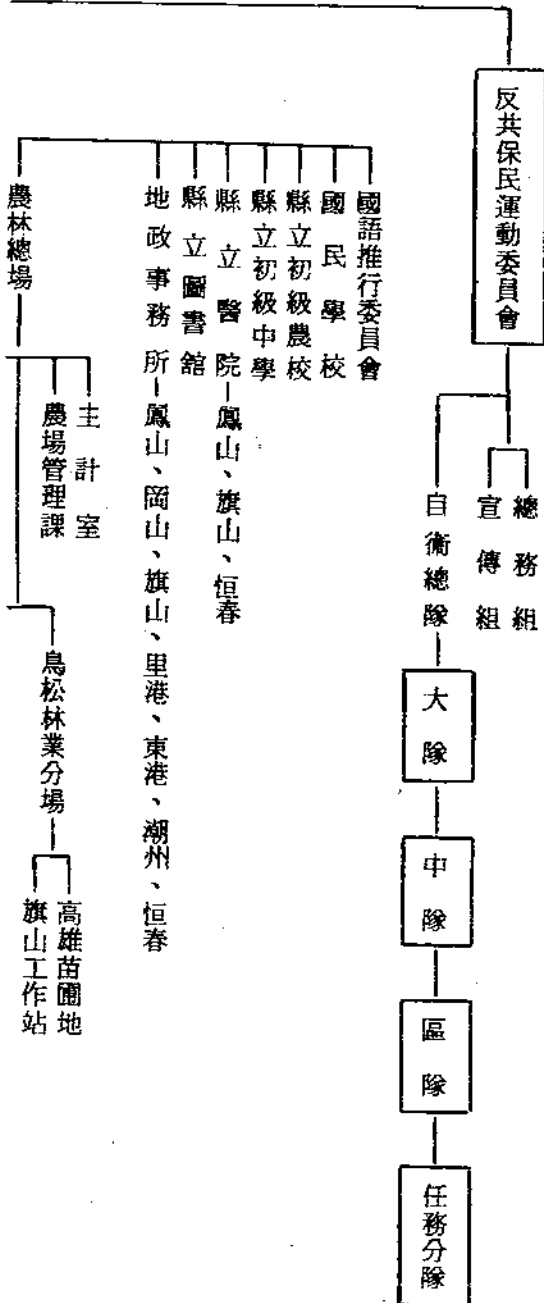 反共保民運動委員會
總務組
宣傳組
自衛總隊
大隊
中隊
區隊
任務分隊
國語推行委員會
國民學校
縣立初級農校
縣立初級中學
縣立醫院－鳳山、旗山、恒春
縣立圖書館
地政事務所－鳳山、岡山、旗山、里港、東港、潮州、恒春
農林總場
主計室
農場管理課
鳥松林業分場
高雄苗圃地
旗山工作站